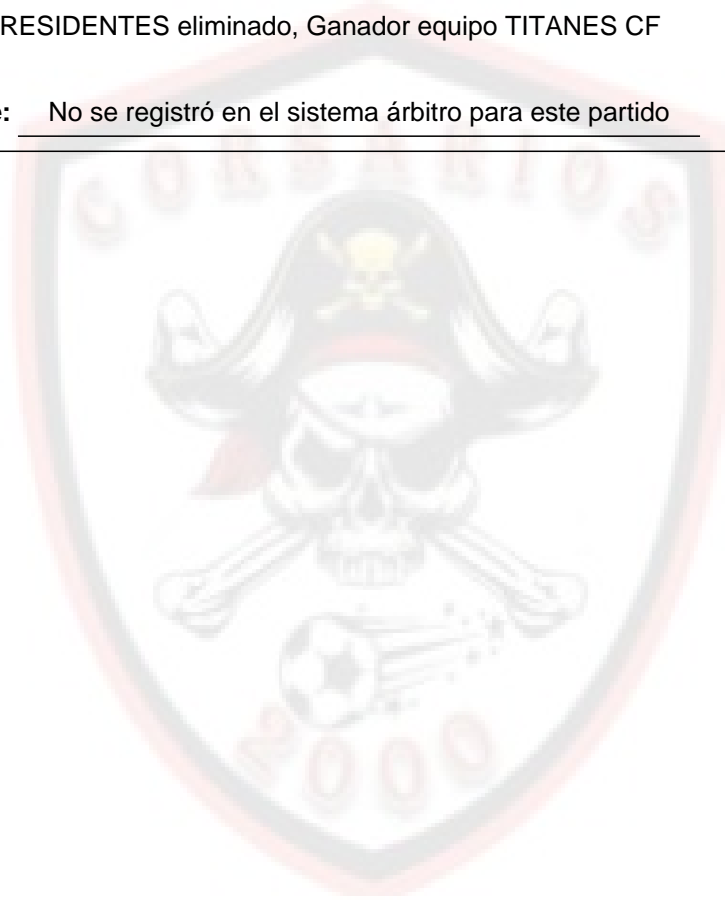 RESIDENTES eliminado, Ganador equipo TITANES CF
e: No se registró en el sistema árbitro para este partido
CORSARIOS
2000